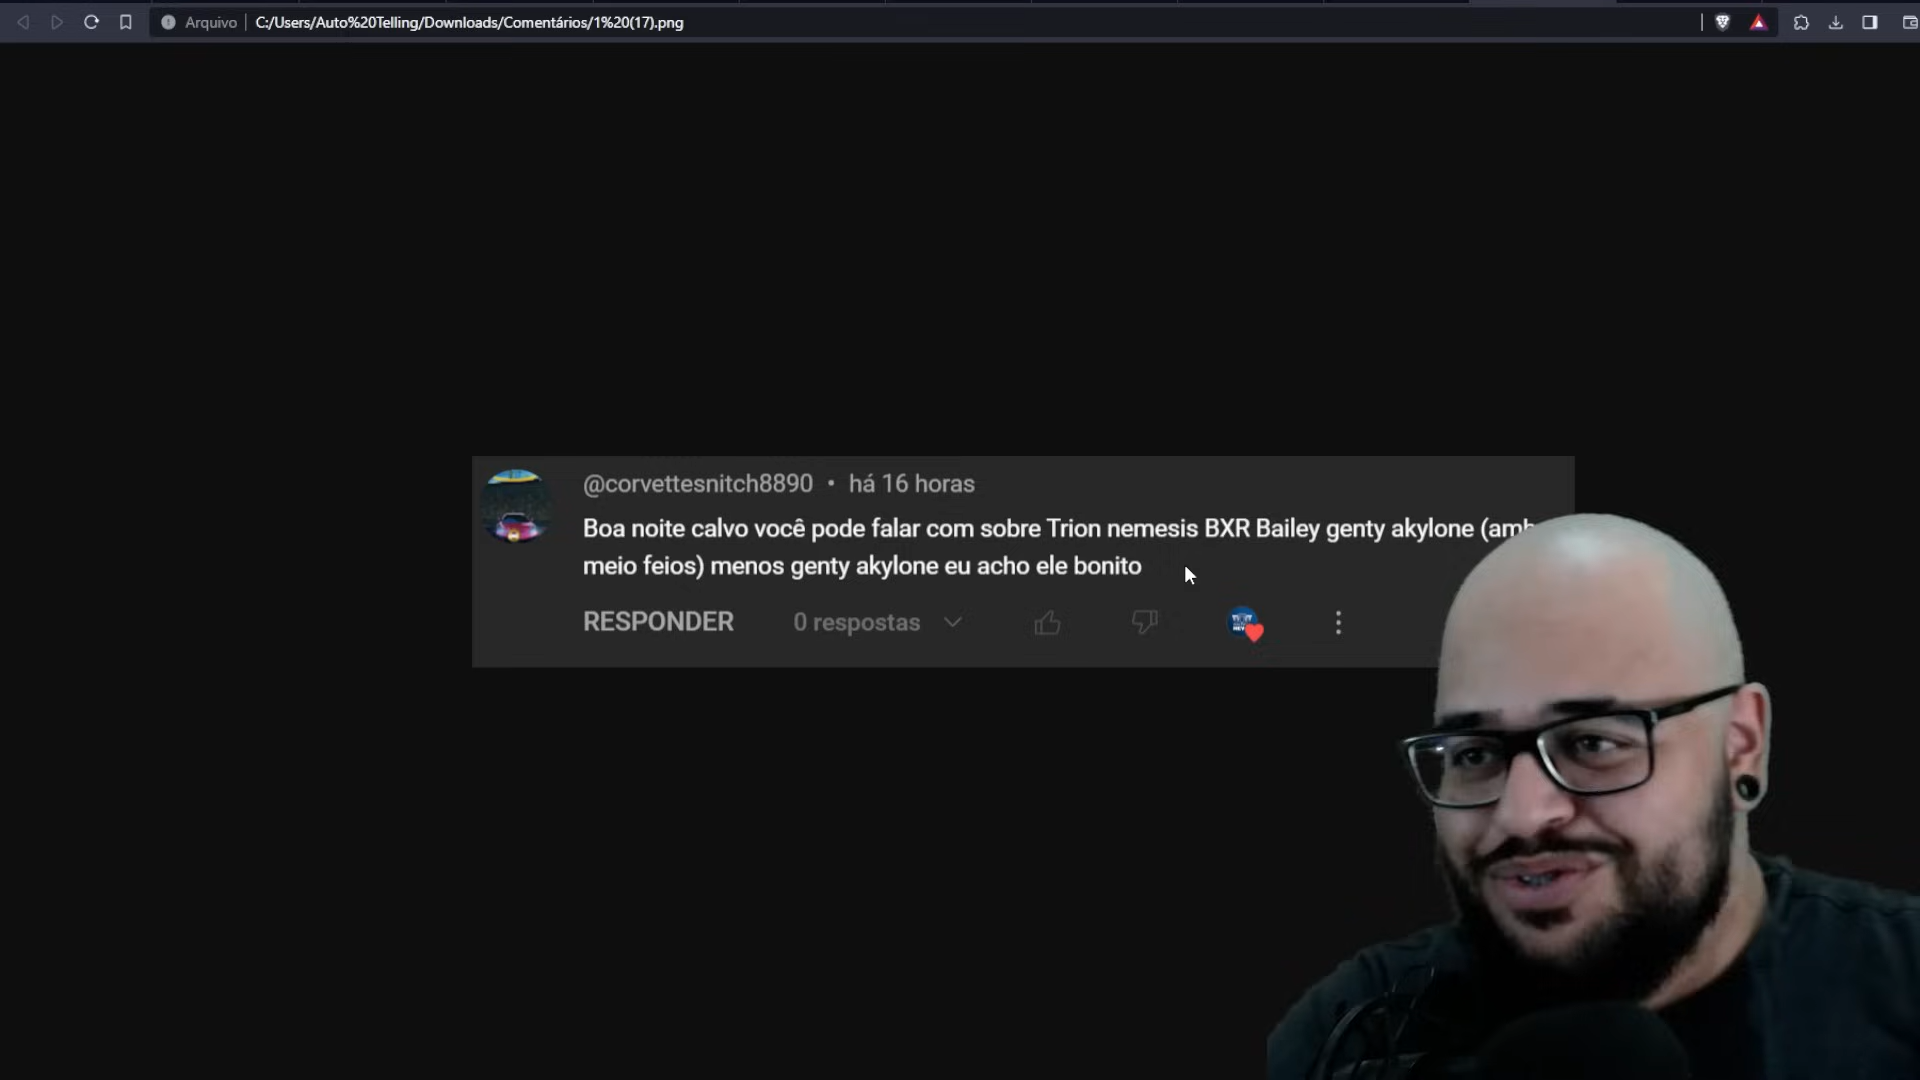 Arquivo C:/Users/Auto%20Telling/Downloads/Comentários/1%20(17).png
@corvettesnitch8890 • há 16 horas
Boa noite calvo você pode falar com sobre Trion nemesis BXR Bailey genty akylone
meio feios) menos genty akylone eu acho ele bonito
RESPONDER 0 respostas